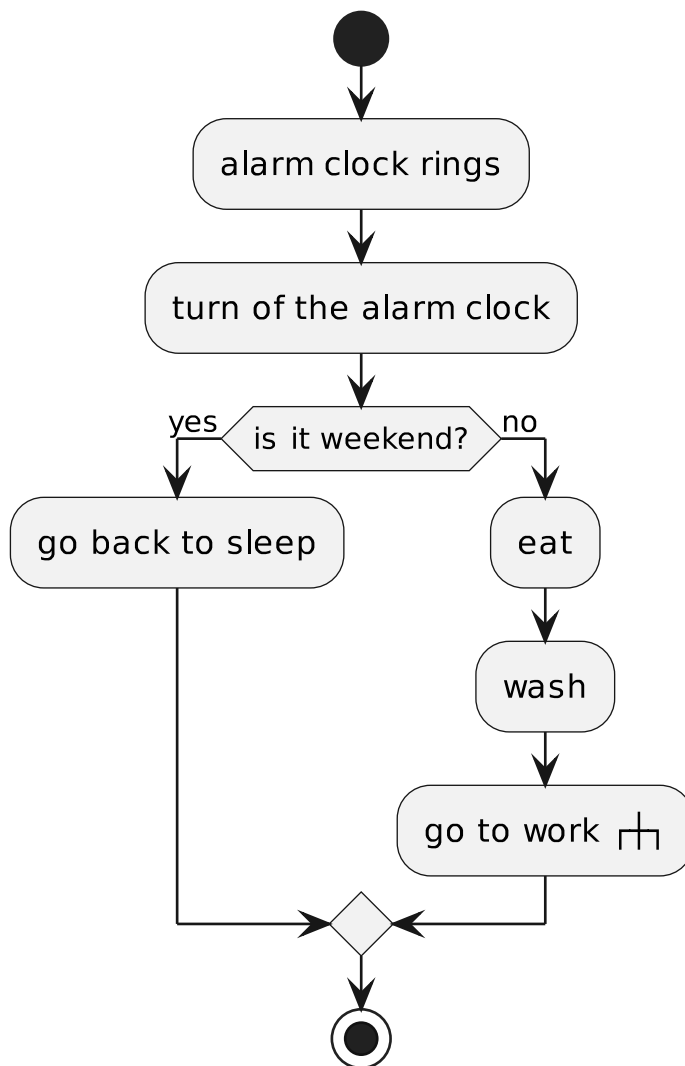 alarm clock rings
turn of the alarm clock
yes
is it weekend?
no
go back to sleep
eat
wash
go to work